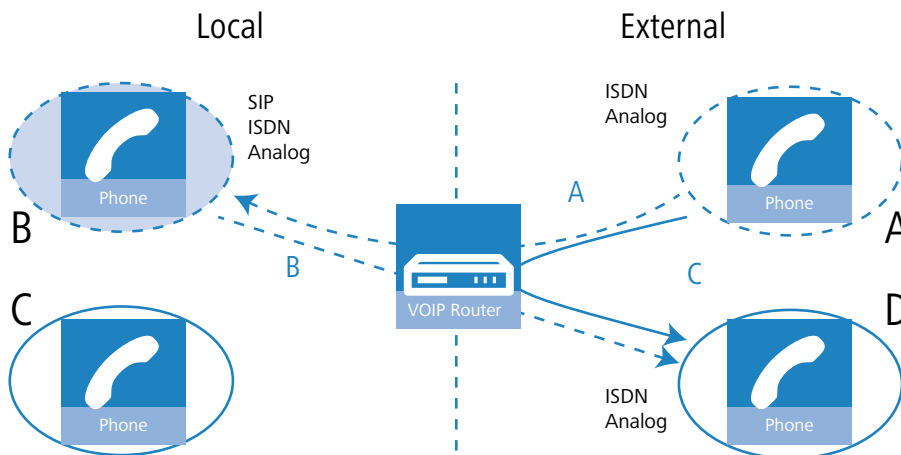 Local
External
SIP
ISDN
Analog
ISDN
Analog
Phone
Phone
B
A
A
B
C
C
D
VOIP Router
ISDN
Analog
Phone
Phone